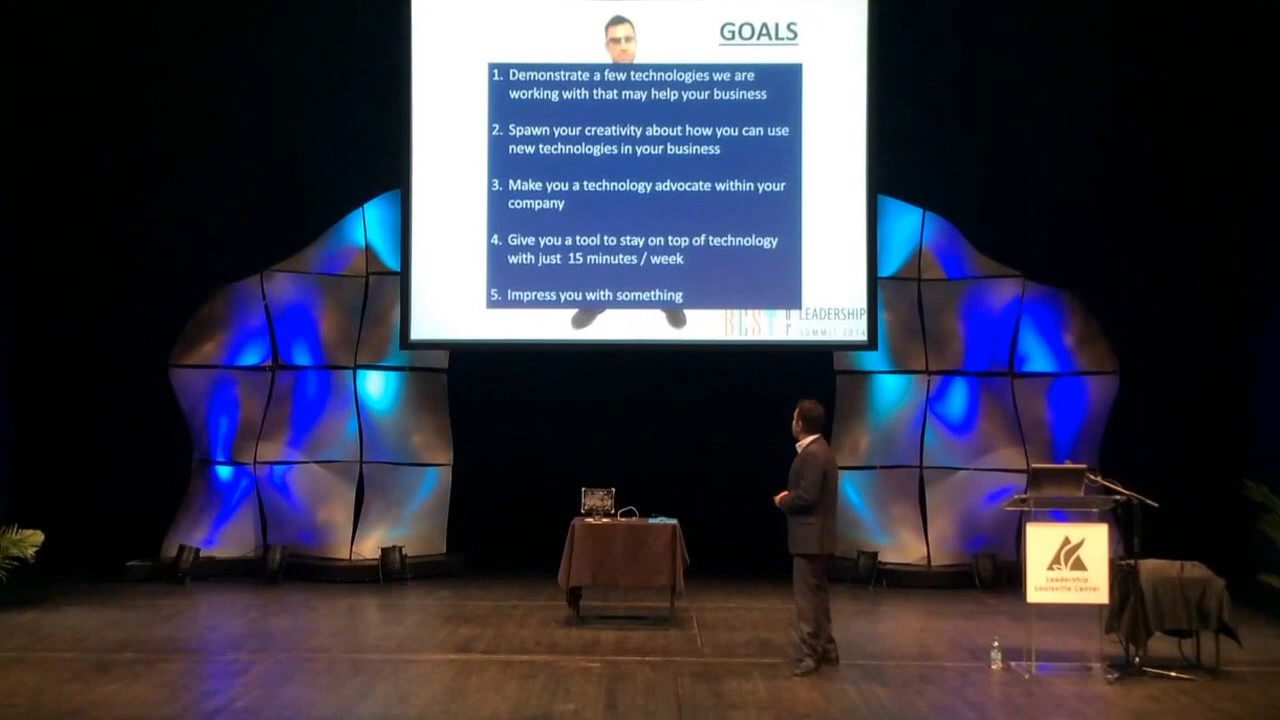 GOALS
1. Demonstrate a few technologies we are
working with that may help your business
2. Spawn your creativity about how you can use
new technologies in your business
3. Make you a technology advocate within your
company
4. Give you a tool to stay on top of technology
with just 15 minutes / week
5. Impress you with something
BEST OF LEADERSHIP
SUMMIT 2014
Leadership
Louisville Center